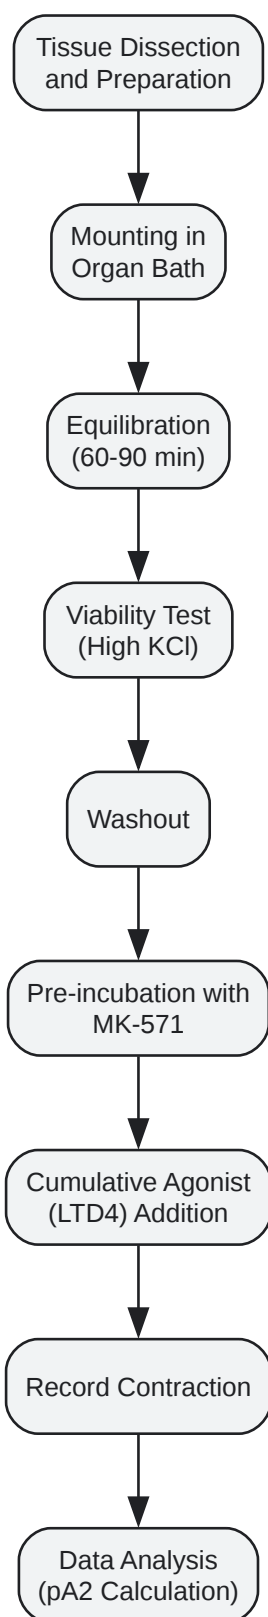 Tissue Dissection
and Preparation
Mounting in
Organ Bath
Equilibration
(60-90 min)
Viability Test
(High KCl)
Washout
Pre-incubation with
MK-571
Cumulative Agonist
(LTD4) Addition
Record Contraction
Data Analysis
(pA2 Calculation)